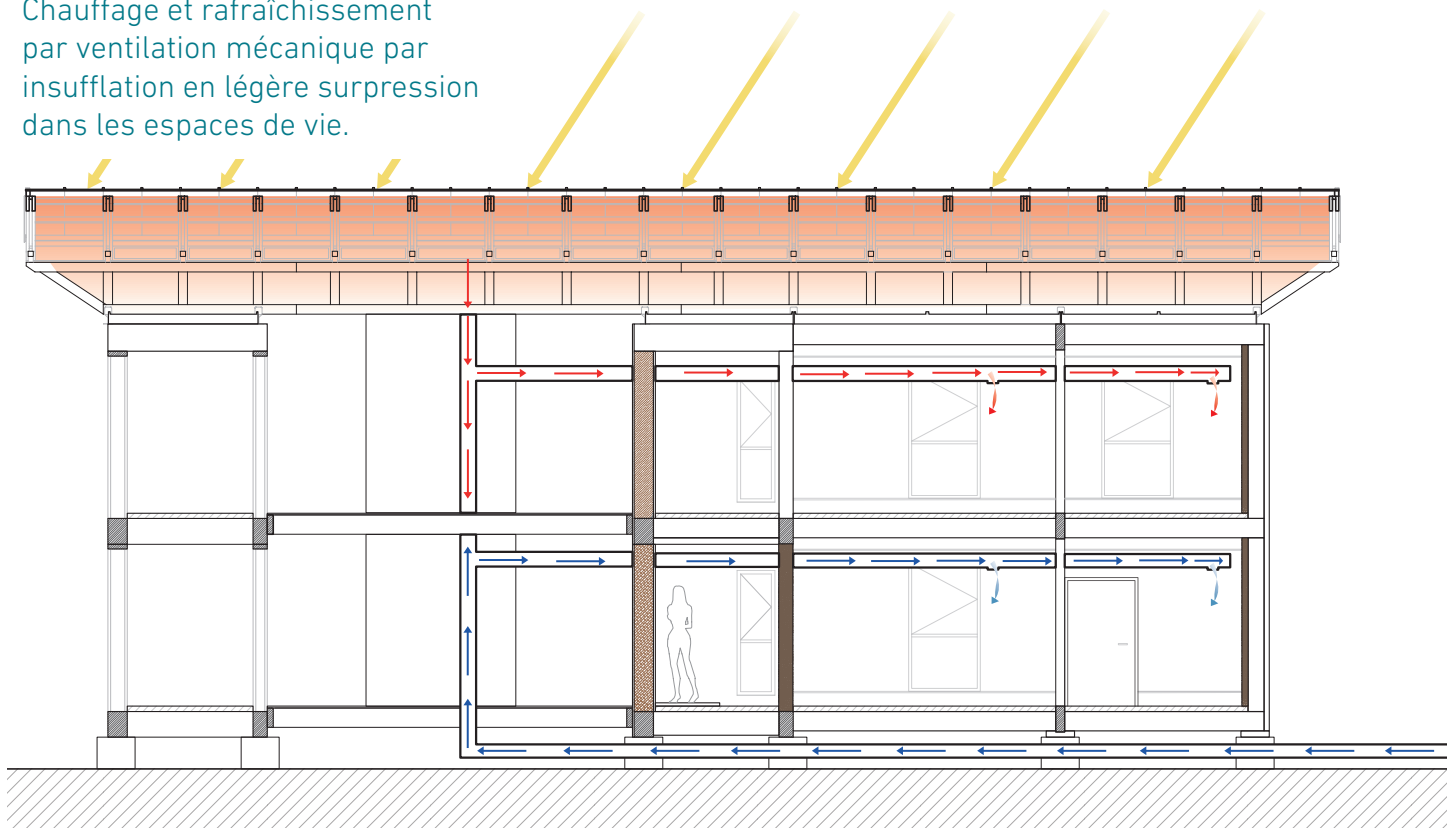 Chauffage et rafraîchissement
par ventilation mécanique par
insufflation en légère surpression
dans les espaces de vie.